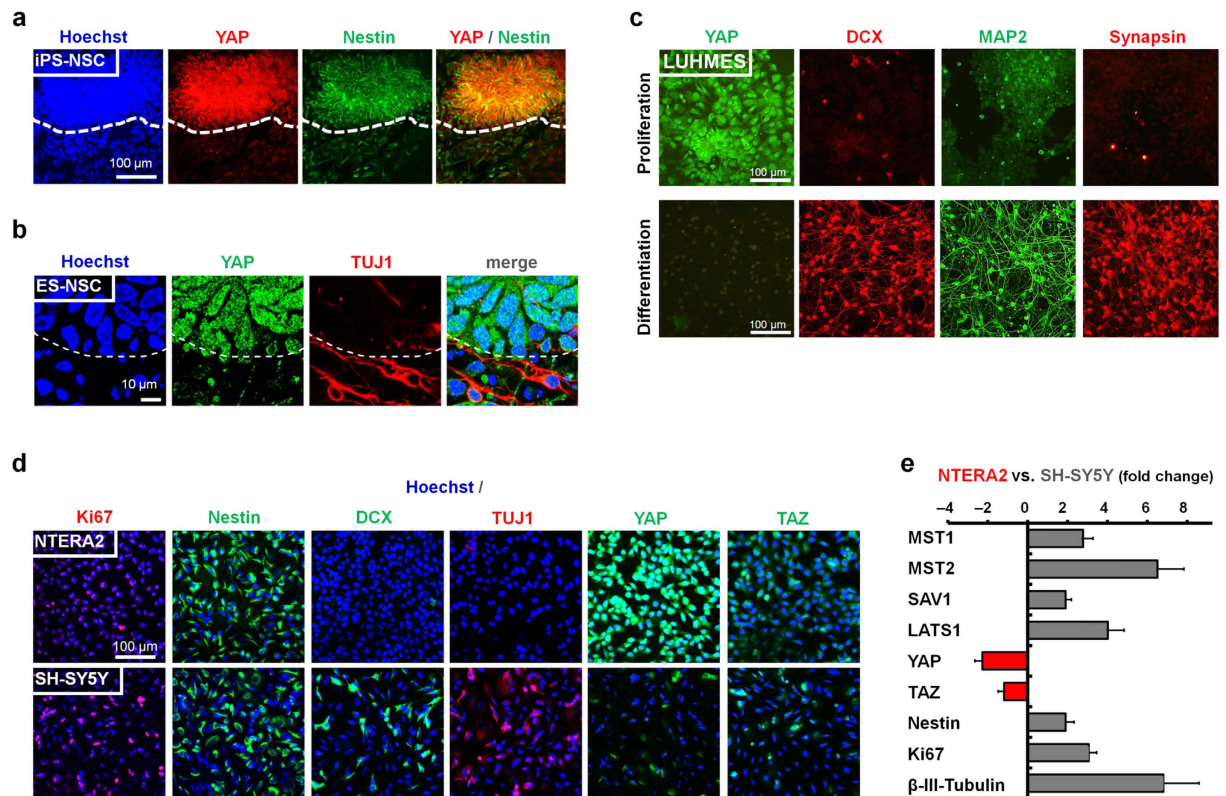 a
Hoechst YAP Nestin YAP / Nestin
iPS-NSC
100 µm
b
Hoechst YAP TUJ1 merge
ES-NSC
10 µm
c
YAP DCX MAP2 Synapsin
LUHMES
Proliferation
100 µm
Differentiation
100 µm
d
Hoechst /
Ki67 Nestin DCX TUJ1 YAP TAZ
NTERA2
100 µm
SH-SY5Y
e
NTERA2 vs. SH-SY5Y (fold change)
−4 −2 0 2 4 6 8
MST1
MST2
SAV1
LATS1
YAP
TAZ
Nestin
Ki67
β-III-Tubulin